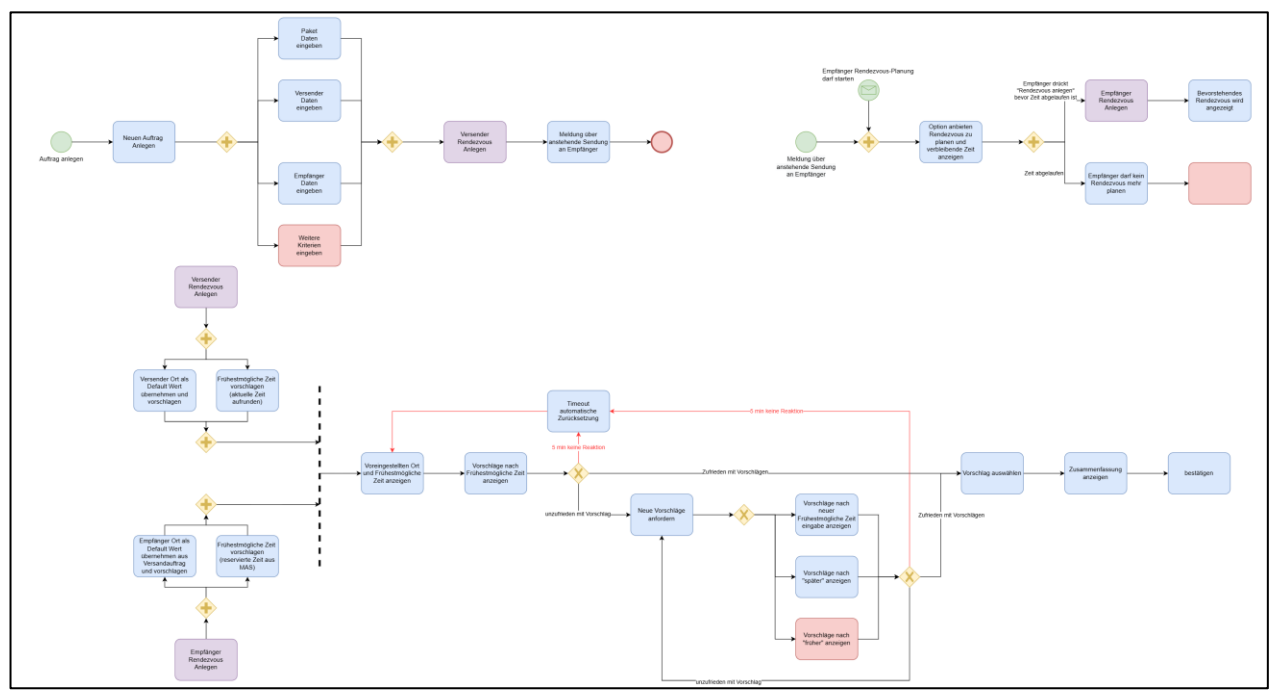 Paket
Daten
eingeben
Versender
Daten
eingeben
Neuen Auftrag
Anlegen
Auftrag anlegen
Versender
Rendezvous
Anlegen
Meldung über
anstehende Sendung
an Empfänger
Empfänger
Daten
eingeben
Weitere
Kriterien
eingeben
Empfänger Rendezvous-Planung
darf starten
Empfänger drückt
"Rendezvous anlegen"
bevor Zeit abgelaufen ist
Empfänger
Rendezvous
Anlegen
Bevorstehendes
Rendezvous wird
angezeigt
Option anbieten
Rendezvous zu
planen und
verbleibende Zeit
anzeigen
Meldung über
anstehende Sendung
an Empfänger
Zeit abgelaufen
Empfänger darf kein
Rendezvous mehr
planen
Versender
Rendezvous
Anlegen
Versender Ort als
Default Wert
übernehmen und
vorschlagen
Frühestmögliche Zeit
vorschlagen
(aktuelle Zeit
aufrunden)
Timeout
automatische
Zurücksetzung
5 min keine Reaktion
5 min keine Reaktion
Voreingestellten Ort
und Frühestmögliche
Zeit anzeigen
Vorschläge nach
Frühestmögliche Zeit
anzeigen
Zufrieden mit Vorschlägen
Vorschlag auswählen
Zusammenfassung
anzeigen
bestätigen
unzufrieden mit Vorschlag
Neue Vorschläge
anfordern
Vorschläge nach
neuer
Frühestmögliche Zeit
eingabe anzeigen
Zufrieden mit Vorschlägen
Empfänger Ort als
Default Wert
übernehmen aus
Versandauftrag
und vorschlagen
Frühestmögliche Zeit
vorschlagen
(reservierte Zeit aus
MAS)
Vorschläge nach
"später" anzeigen
Vorschläge nach
"früher" anzeigen
Empfänger
Rendezvous
Anlegen
unzufrieden mit Vorschlag